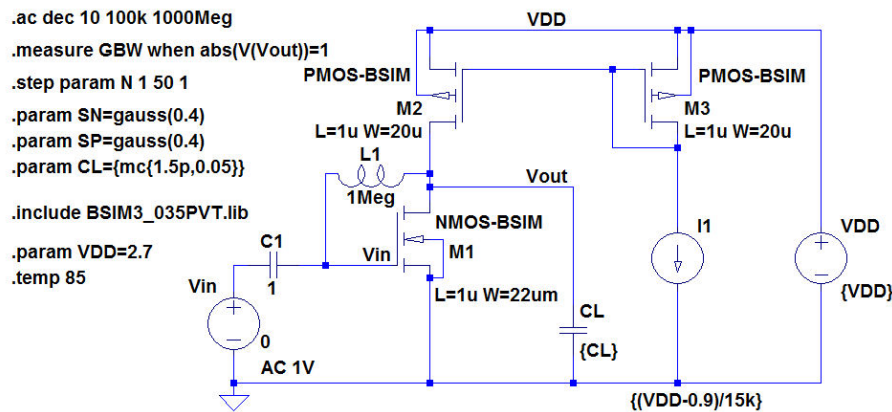 .ac dec 10 100k 1000Meg
.measure GBW when abs(V(Vout))=1
.step param N 1 50 1
.param SN=gauss(0.4)
.param SP=gauss(0.4)
.param CL={mc{1.5p,0.05}}
.include BSIM3_035PVT.lib
.param VDD=2.7
.temp 85
VDD
PMOS-BSIM
M2
L=1u W=20u
PMOS-BSIM
M3
L=1u W=20u
L1
1Meg
Vout
NMOS-BSIM
Vin
M1
L=1u W=22um
C1
1
Vin
0
AC 1V
CL
{CL}
I1
{(VDD-0.9)/15k}
VDD
{VDD}